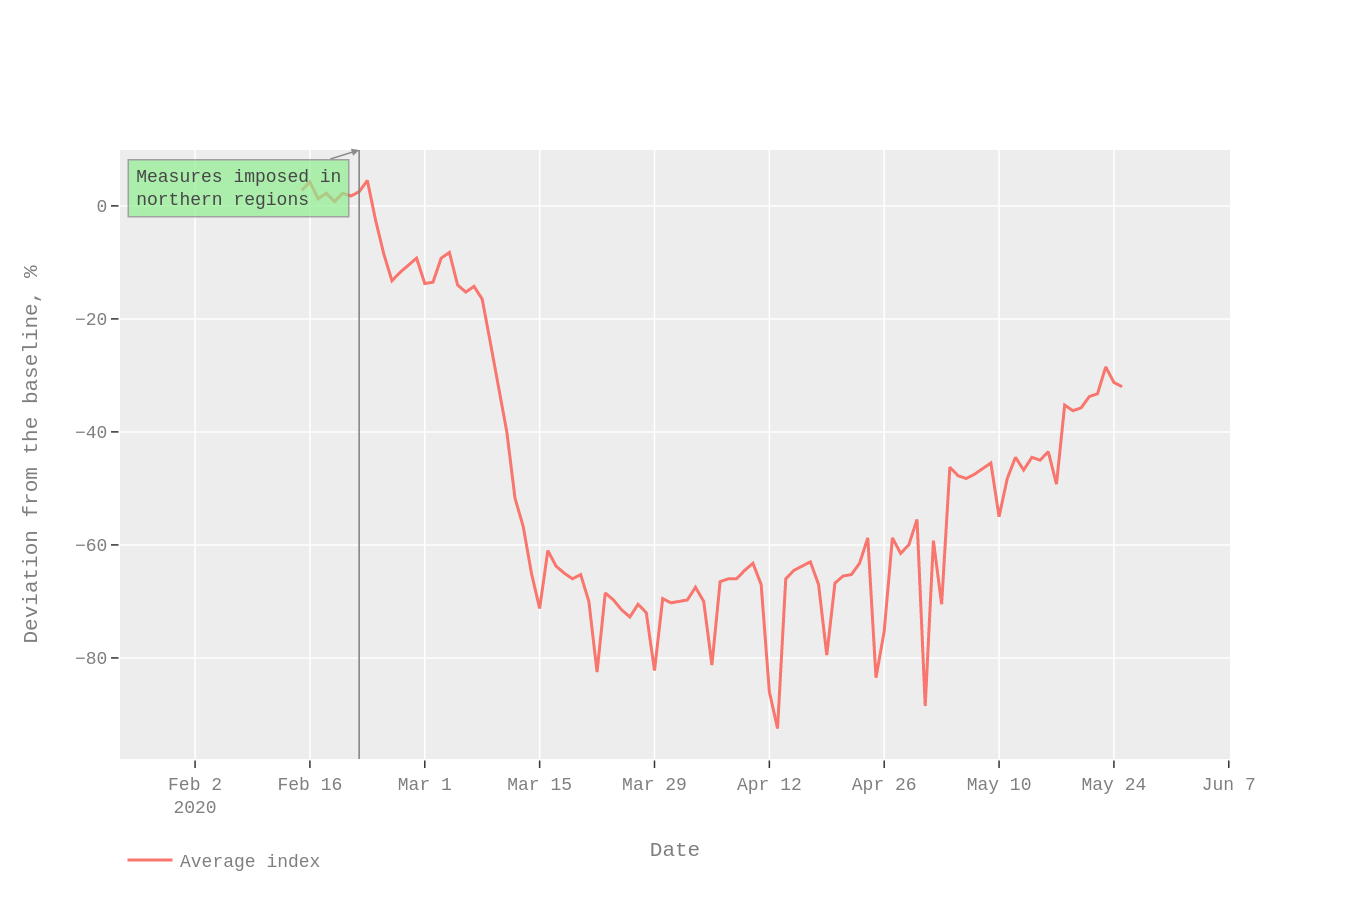 Measures imposed in
northern regions
0
−20
−40
−60
−80
Deviation from the baseline, %
Feb 2
2020
Feb 16
Mar 1
Mar 15
Mar 29
Apr 12
Apr 26
May 10
May 24
Jun 7
Date
Average index